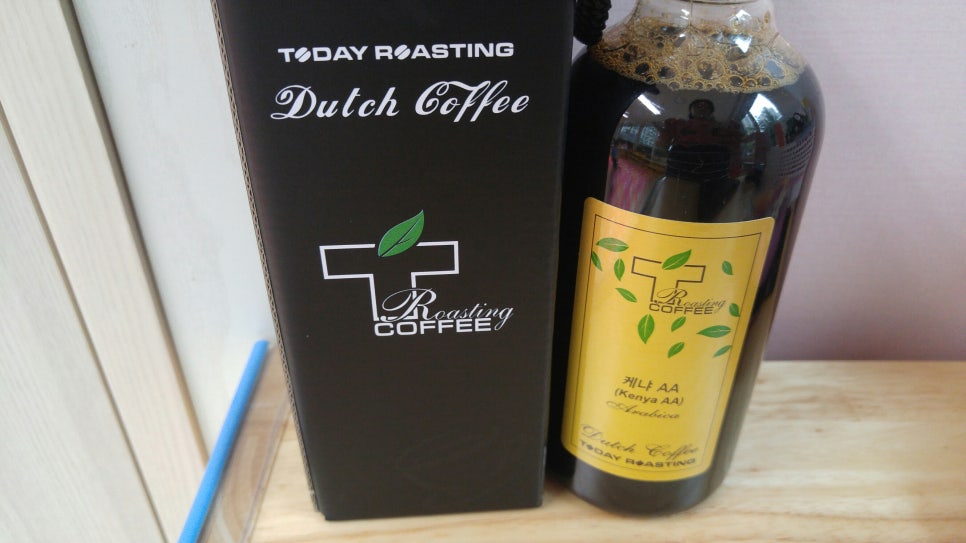 TODAY ROASTING
Dutch Coffee
T
Roasting
COFFEE
T
Roasting
COFFEE
케냐 AA
(Kenya AA)
Arabica
Dutch Coffee
TODAY ROASTING